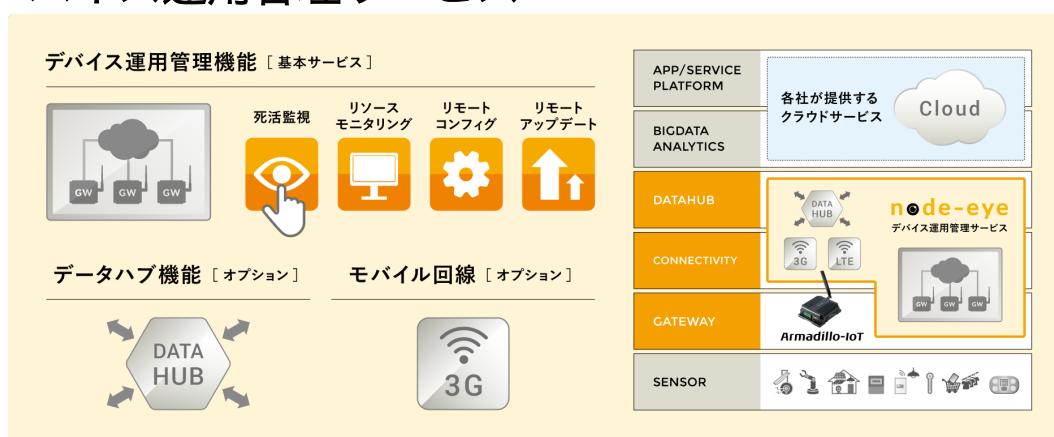 デバイス運用管理機能 [ 基本サービス ]
GW GW GW
死活監視
リソース
モニタリング
リモート
コンフィグ
リモート
アップデート
データハブ機能 [ オプション ]
DATA
HUB
モバイル回線 [ オプション ]
3G
APP/SERVICE
PLATFORM
各社が提供する
クラウドサービス
Cloud
BIGDATA
ANALYTICS
DATAHUB
DATA
HUB
node-eye
デバイス運用管理サービス
CONNECTIVITY
3G LTE
GW GW GW
GATEWAY
Armadillo-IoT
SENSOR